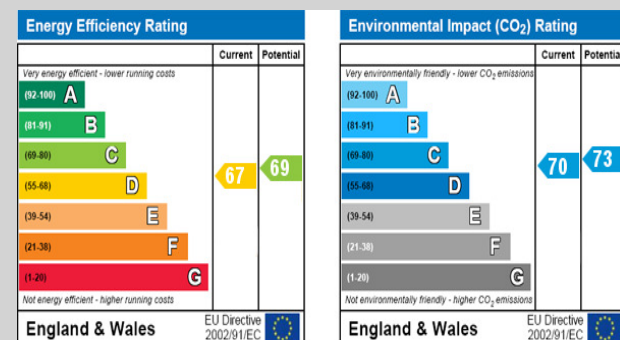 Energy Efficiency Rating
Current Potential
Very energy efficient - lower running costs
(92-100) A
(81-91) B
(69-80) C
(55-68) D
(39-54) E
(21-38) F
(1-20) G
67
69
Not energy efficient - higher running costs
England & Wales
EU Directive
2002/91/EC
Environmental Impact (CO2) Rating
Current Potentia
Very environmentally friendly - lower CO2 emissions
(92-100) A
(81-91) B
(69-80) C
(55-68) D
(39-54) E
(21-38) F
(1-20) G
70
73
Not environmentally friendly - higher CO2 emissions
England & Wales
EU Directive
2002/91/EC